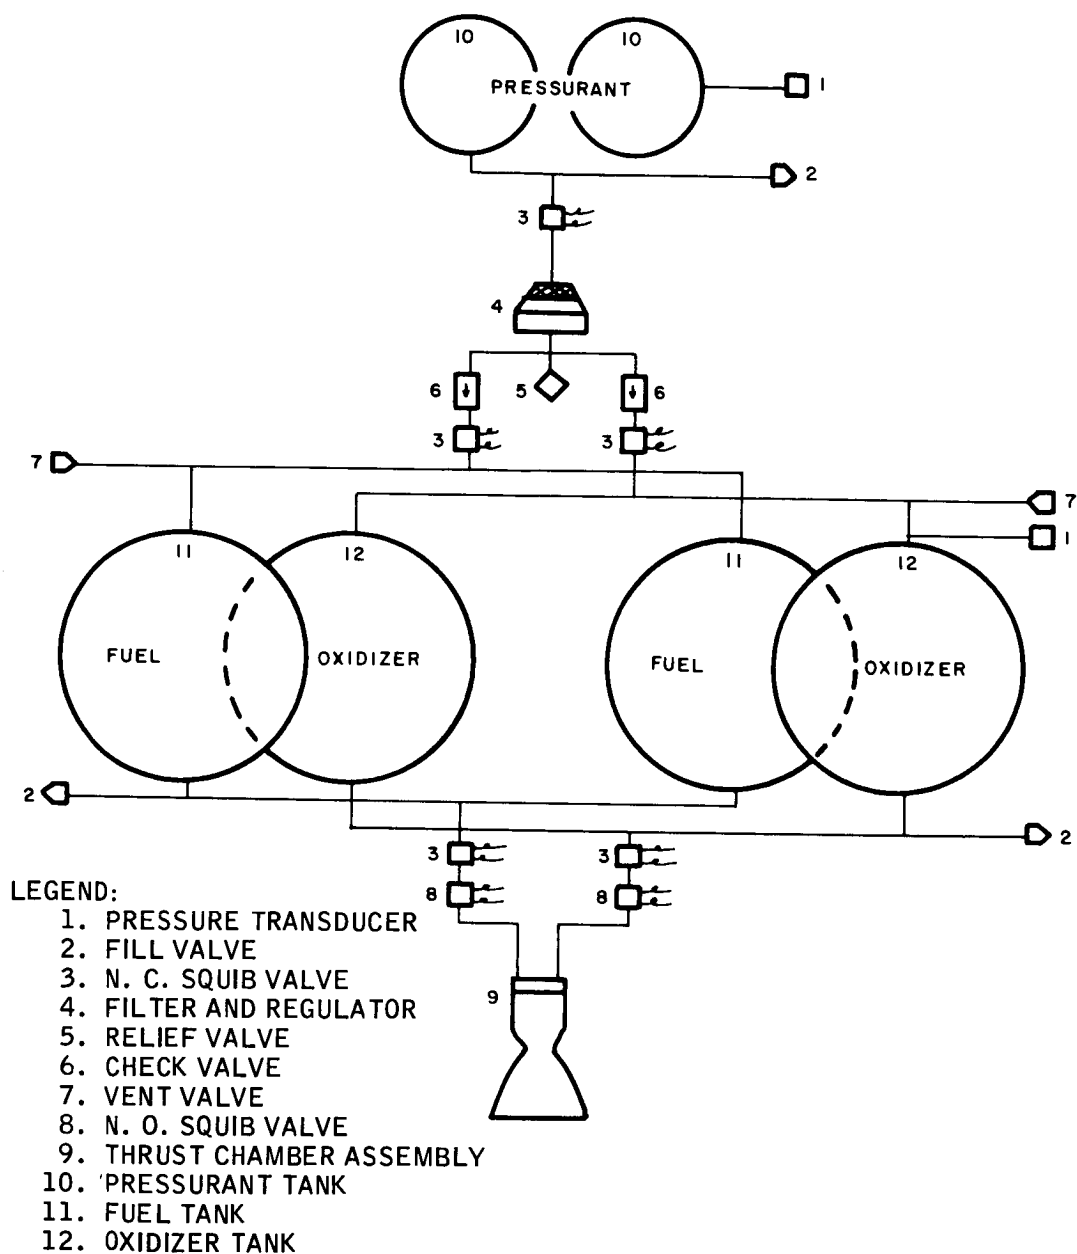 10 10
PRESSURANT
1
2
3
4
6 5 6
3 3
7
7
1
11 12 11 12
FUEL OXIDIZER FUEL OXIDIZER
2
2
3 3
8 8
9
LEGEND:
1. PRESSURE TRANSDUCER
2. FILL VALVE
3. N. C. SQUIB VALVE
4. FILTER AND REGULATOR
5. RELIEF VALVE
6. CHECK VALVE
7. VENT VALVE
8. N. O. SQUIB VALVE
9. THRUST CHAMBER ASSEMBLY
10. PRESSURANT TANK
11. FUEL TANK
12. OXIDIZER TANK